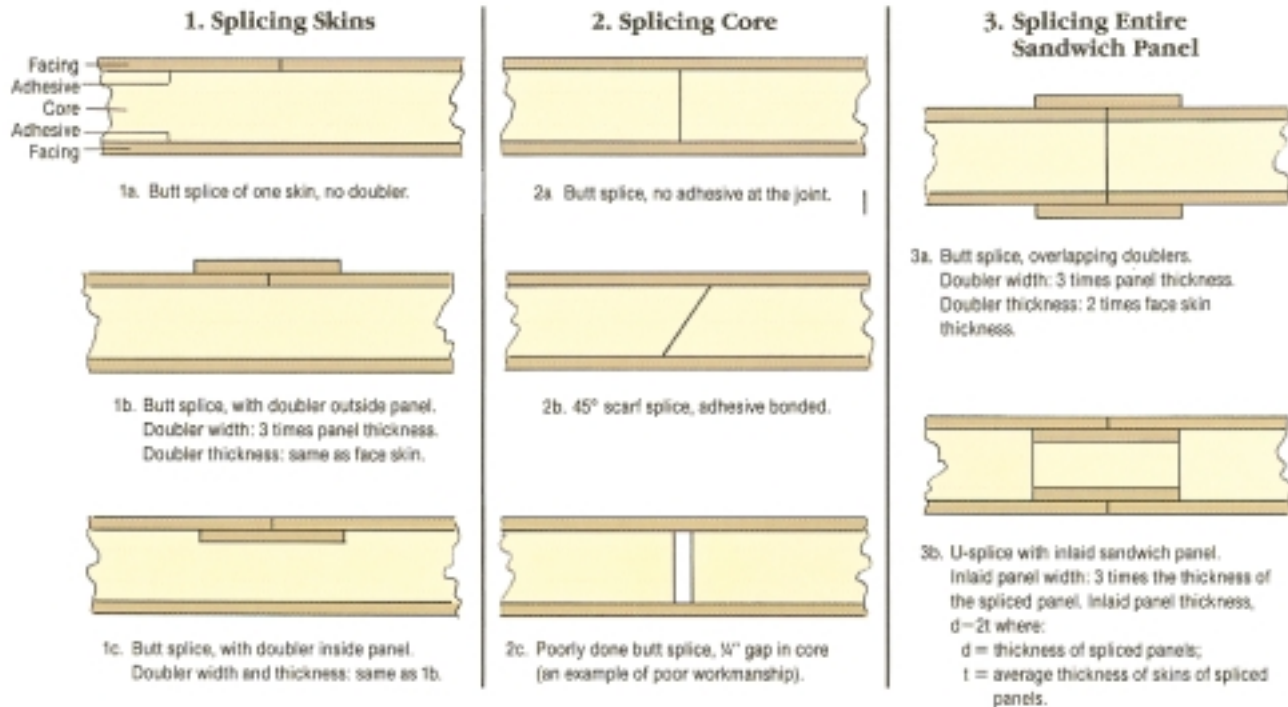 1. Splicing Skins
Facing
Adhesive
Core
Adhesive
Facing
1a. Butt splice of one skin, no doubler.
1b. Butt splice, with doubler outside panel.
Doubler width: 3 times panel thickness.
Doubler thickness: same as face skin.
1c. Butt splice, with doubler inside panel.
Doubler width and thickness: same as 1b.
2. Splicing Core
2a. Butt splice, no adhesive at the joint.
2b. 45° scarf splice, adhesive bonded.
2c. Poorly done butt splice, ¼" gap in core
(an example of poor workmanship).
3. Splicing Entire
Sandwich Panel
3a. Butt splice, overlapping doublers.
Doubler width: 3 times panel thickness.
Doubler thickness: 2 times face skin
thickness.
3b. U-splice with inlaid sandwich panel.
Inlaid panel width: 3 times the thickness of
the spliced panel. Inlaid panel thickness,
d–2t where:
d = thickness of spliced panels;
t = average thickness of skins of spliced
panels.